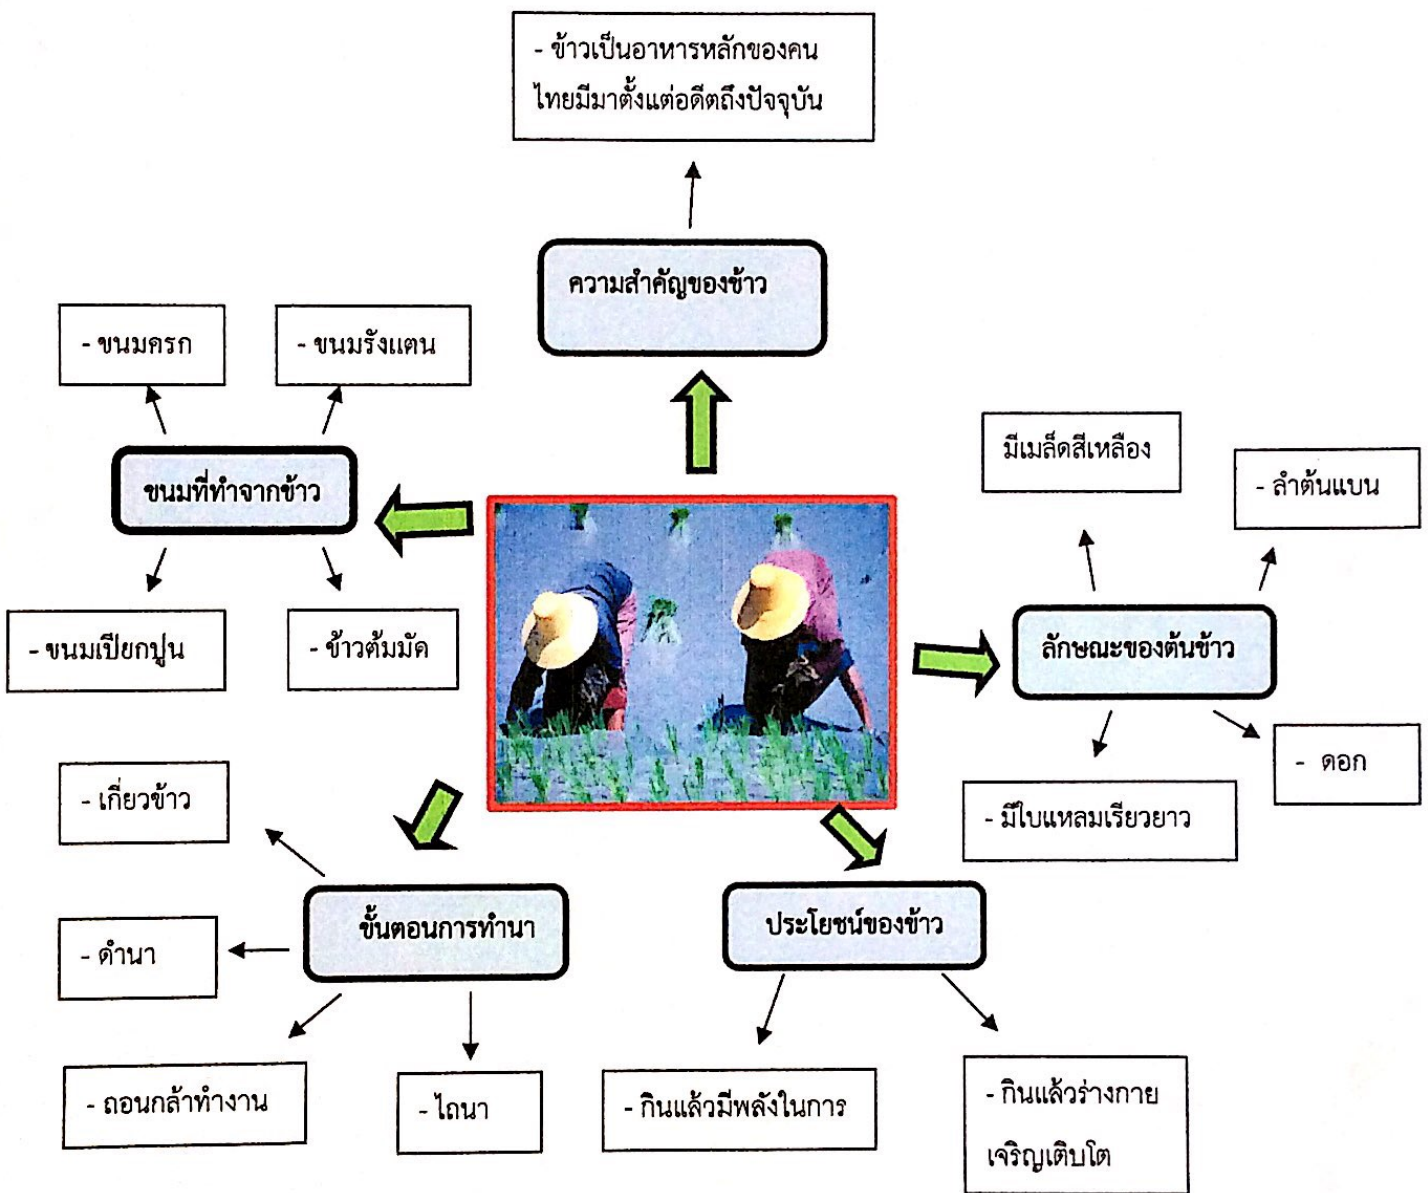 - ข้าวเป็นอาหารหลักของคน
ไทยมีมาตั้งแต่อดีตถึงปัจจุบัน
ความสำคัญของข้าว
- ขนมครก
- ขนมรังแตน
ขนมที่ทำจากข้าว
- ขนมเปียกปูน
- ข้าวต้มมัด
มีเมล็ดสีเหลือง
- ลำต้นแบน
ลักษณะของต้นข้าว
- มีใบแหลมเรียวยาว
- ดอก
- เกี่ยวข้าว
ขั้นตอนการทำนา
- ดำนา
- ถอนกล้าทำงาน
- ไถนา
ประโยชน์ของข้าว
- กินแล้วมีพลังในการ
- กินแล้วร่างกาย
เจริญเติบโต